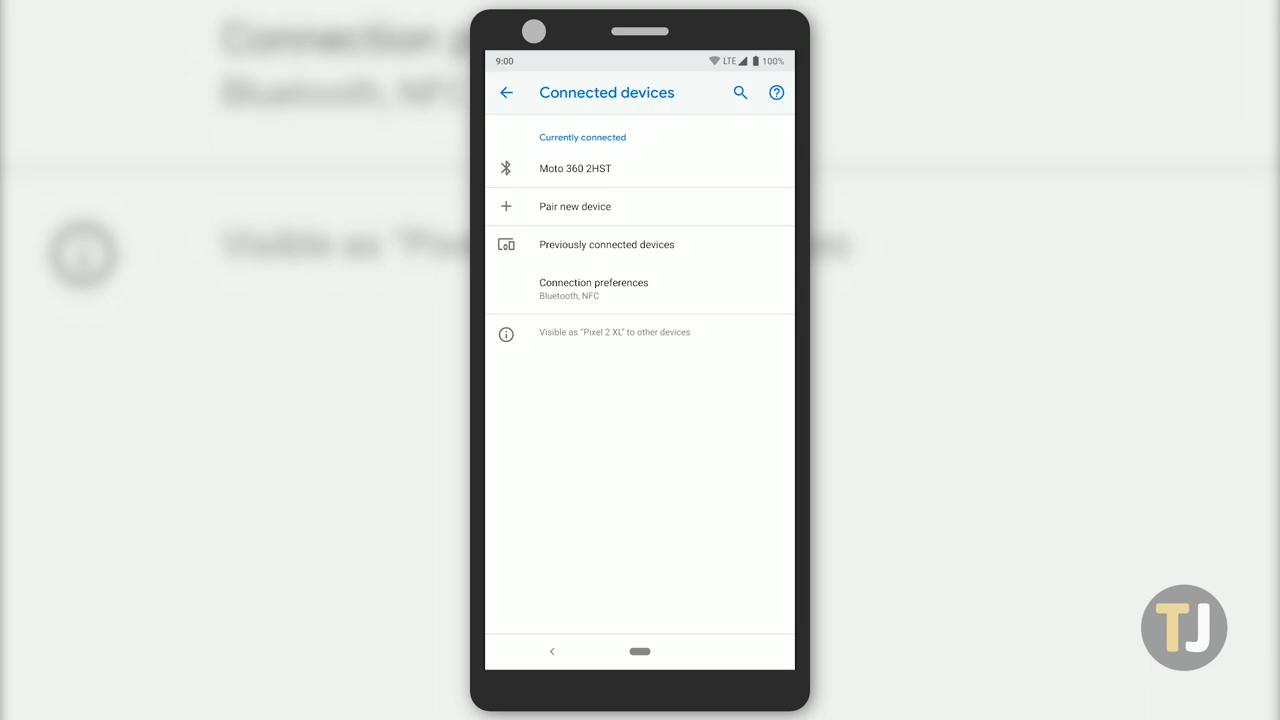 9:00 LTE 100%
Connected devices
Currently connected
Moto 360 2HST
Pair new device
Previously connected devices
Connection preferences
Bluetooth, NFC
Visible as "Pixel 2 XL" to other devices
TJ